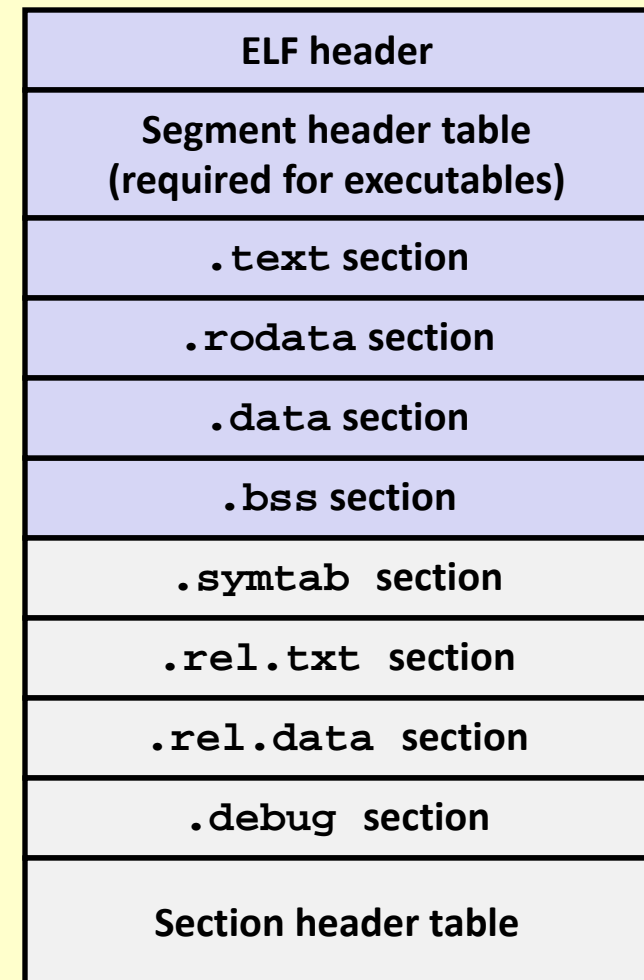 ELF header
Segment header table
(required for executables)
.text section
.rodata section
.data section
.bss section
.symtab section
.rel.txt section
.rel.data section
.debug section
Section header table